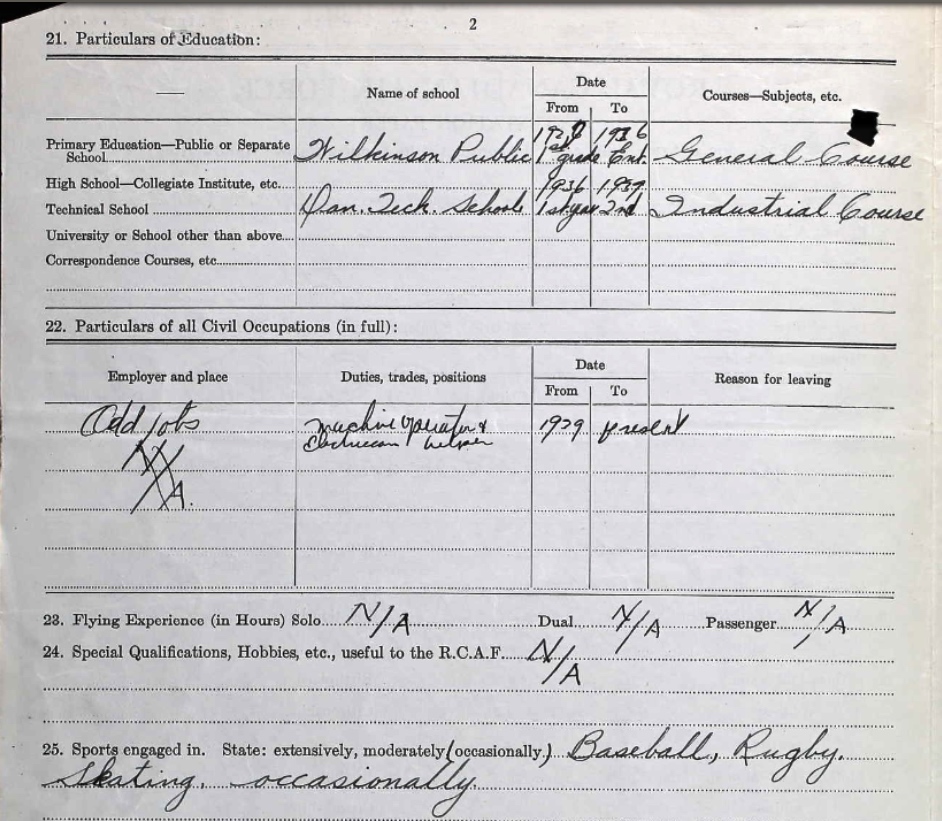 2
21. Particulars of Education:
Name of school Date Courses—Subjects, etc.
From To
1936
Primary Education—Public or Separate
School Wilkinson Public 1st grade Ent. General Course
High School—Collegiate Institute, etc. 1936 1939
Technical School Dan. Tech. School 1st year 2nd Industrial Course
University or School other than above
Correspondence Courses, etc
22. Particulars of all Civil Occupations (in full):
Employer and place Duties, trades, positions Date Reason for leaving
From To
Odd jobs machine operator & 1939 present
Electrician helper
N/A.
23. Flying Experience (in Hours) Solo N/A Dual N/A Passenger N/A
24. Special Qualifications, Hobbies, etc., useful to the R.C.A.F. N/A
25. Sports engaged in. State: extensively, moderately (occasionally.) Baseball, Rugby.
Skating, occasionally.